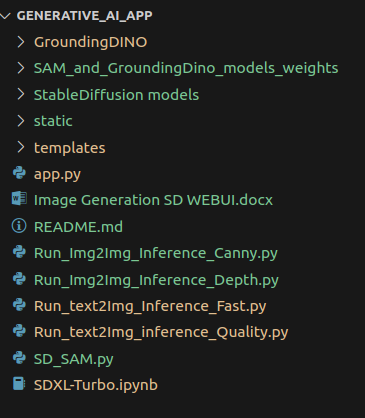 GENERATIVE_AI_APP
GroundingDINO
SAM_and_GroundingDino_models_weights
StableDiffusion models
static
templates
app.py
Image Generation SD WEBUI.docx
README.md
Run_Img2Img_Inference_Canny.py
Run_Img2Img_Inference_Depth.py
Run_text2Img_Inference_Fast.py
Run_text2Img_inference_Quality.py
SD_SAM.py
SDXL-Turbo.ipynb